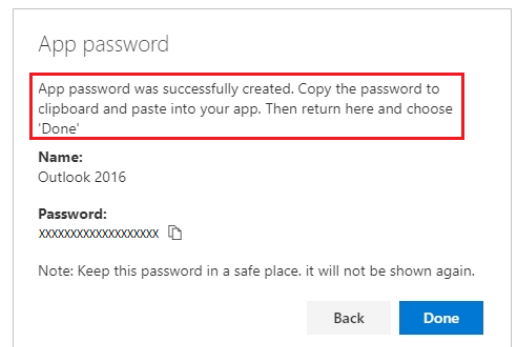 App password
App password was successfully created. Copy the password to
clipboard and paste into your app. Then return here and choose
'Done'
Name:
Outlook 2016
Password:
xxxxxxxxxxxxxxxxxxx
Note: Keep this password in a safe place. it will not be shown again.
Back
Done